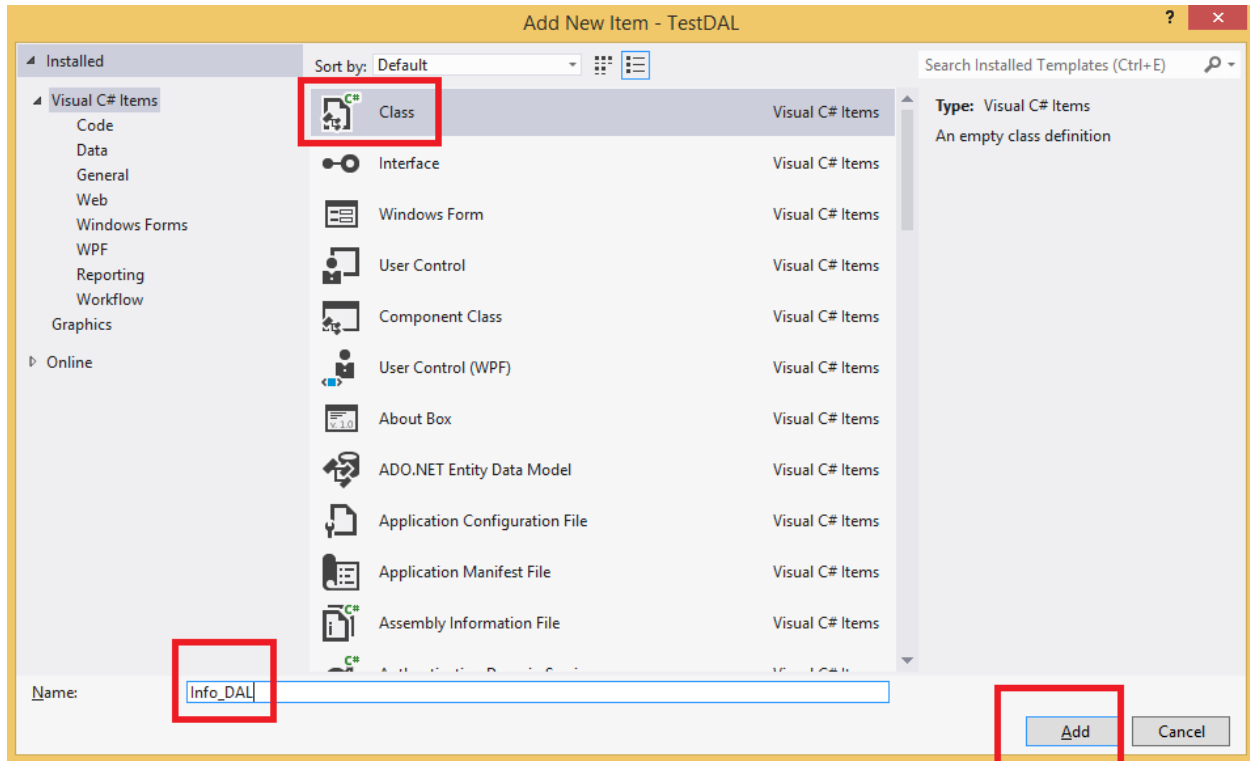 Add New Item - TestDAL
? ×
Installed
Visual C# Items
Code
Data
General
Web
Windows Forms
WPF
Reporting
Workflow
Graphics
Online
Sort by: Default
Search Installed Templates (Ctrl+E)
C# Class Visual C# Items
Interface Visual C# Items
Windows Form Visual C# Items
User Control Visual C# Items
Component Class Visual C# Items
User Control (WPF) Visual C# Items
v. 1.0 About Box Visual C# Items
ADO.NET Entity Data Model Visual C# Items
Application Configuration File Visual C# Items
Application Manifest File Visual C# Items
C# Assembly Information File Visual C# Items
C#
Type: Visual C# Items
An empty class definition
Name: Info_DAL
Add Cancel